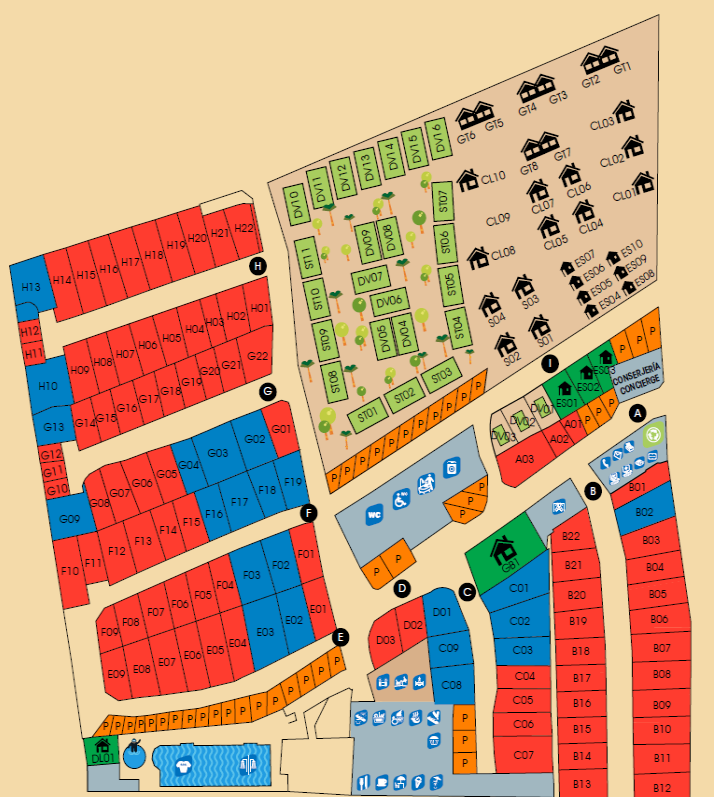 GT2 GT1
GT4 GT3
GT6 GT5
CL03
DV16
DV15
DV14
DV13
DV12
DV11
DV10
GT8 GT7
CL02
CL10
CL06
CL01
CL07
ST07
CL09
CL04
CL05
H22
H21
H20
H19
H18
H17
H16
H15
H14
H13
DV09 DV08
ST06
ST11
CL08
ES10
ES07
ES09
ES06
ES08
ES05
ES04
H
DV07
ST05
ST10
DV06
S03
S04
H01
H02
H03
H04
H05
H06
H07
H08
H09
H12
H11
H10
ST09
DV05 DV04
ST04
S01
S02
P P P
G22
G21
G20
G19
G18
G17
G16
G15
G14
G13
ST08
ST03
ST02
ST01
I
ES03
ES02
ES01
CONSERJERÍA
CONCIERGE
G
P P P P P P P P P P
DV01
DV02
DV03
P P P
A01
A02
A03
A
G01
G02
G03
G04
G05
G06
G07
G08
G12
G11
G10
G09
WC
B
B01
B02
B03
B04
B05
B06
B07
B08
B09
B10
B11
B12
F19
F18
F17
F16
F15
F14
F13
F12
F11
F10
F
P
P
P P
GB1
B22
B21
B20
B19
B18
B17
B16
B15
B14
B13
F01
F02
F03
F04
F05
F06
F07
F08
F09
D
C
C01
C02
C03
C04
C05
C06
C07
D01
D02
D03
C09
C08
E01
E02
E03
E04
E05
E06
E07
E08
E09
E
P P P P P P P P P P P P P P P P P P
P
P
P
DL01